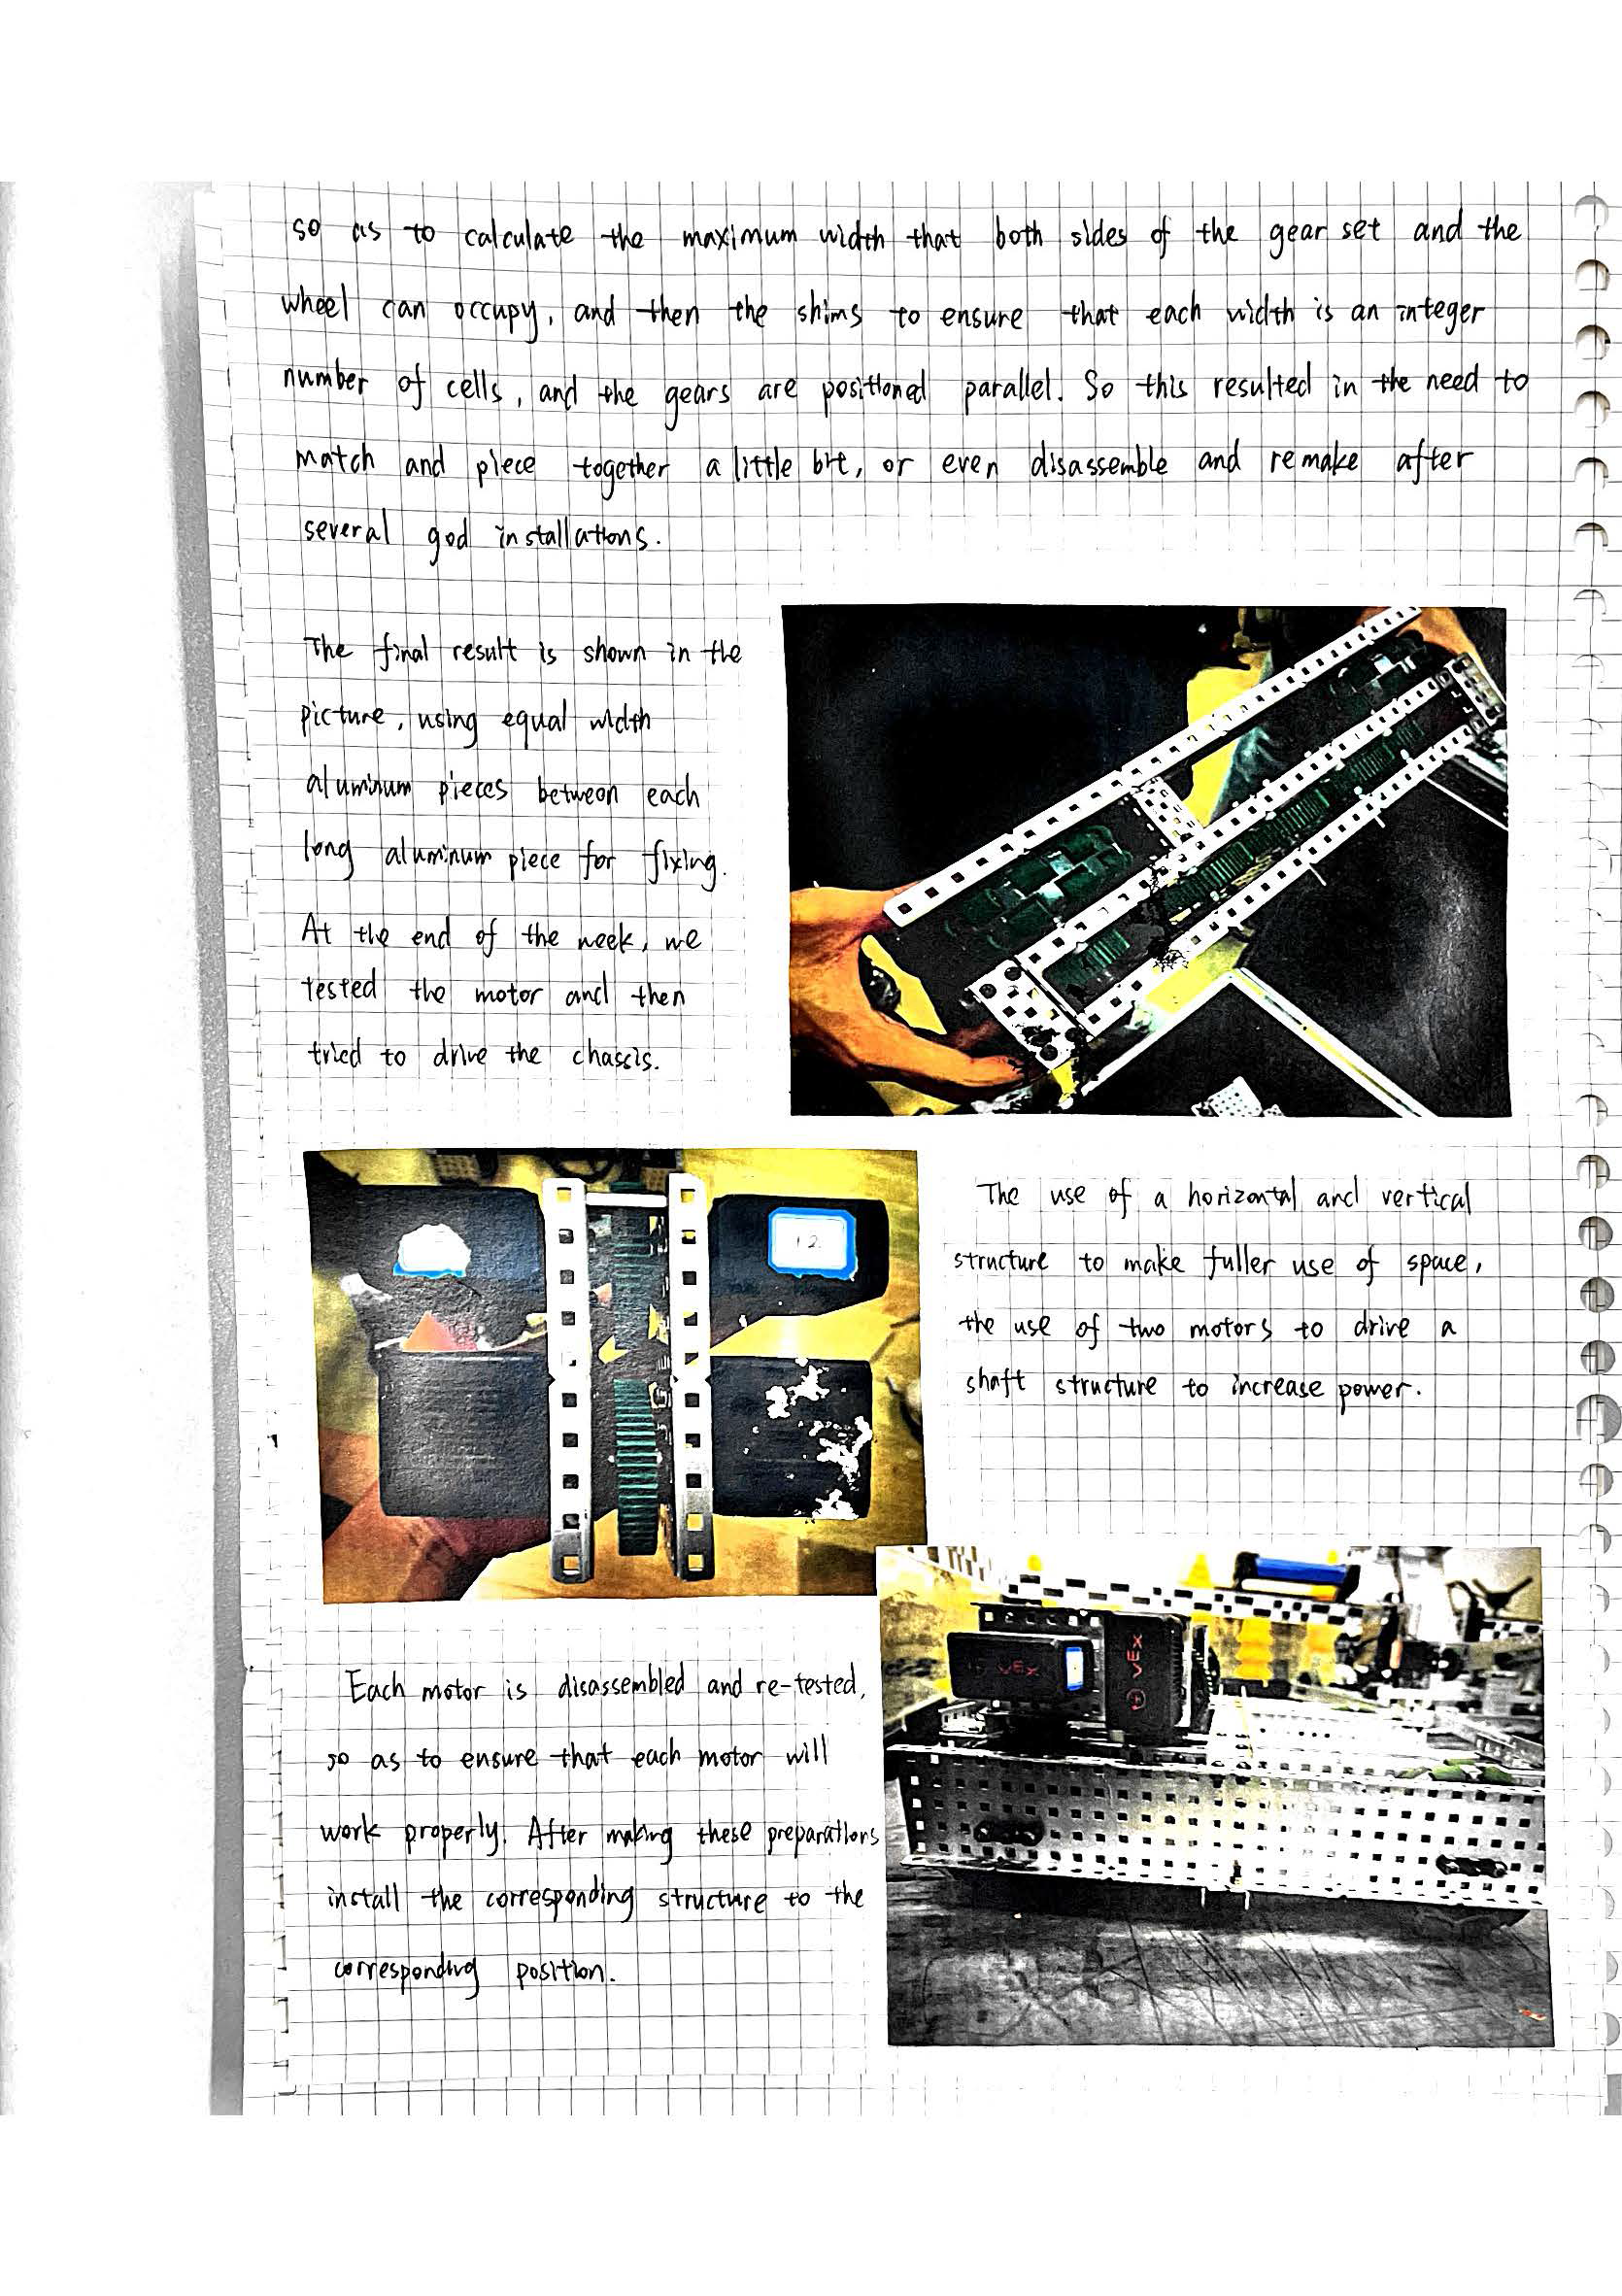 so as to calculate the maximum width that both sides of the gear set and the
wheel can occupy, and then the shims to ensure that each width is an integer
number of cells, and the gears are positioned parallel. So this resulted in the need to
match and piece together a little bit, or even disassemble and remake after
several god installations.
The final result is shown in the
picture, using equal width
aluminum pieces between each
long aluminum piece for fixing.
At the end of the week, we
tested the motor and then
tried to drive the chassis.
12
The use of a horizontal and vertical
structure to make fuller use of space,
the use of two motors to drive a
shaft structure to increase power.
VEX
VEX
Each motor is disassembled and re-tested,
so as to ensure that each motor will
work properly. After making these preparations
install the corresponding structure to the
corresponding position.